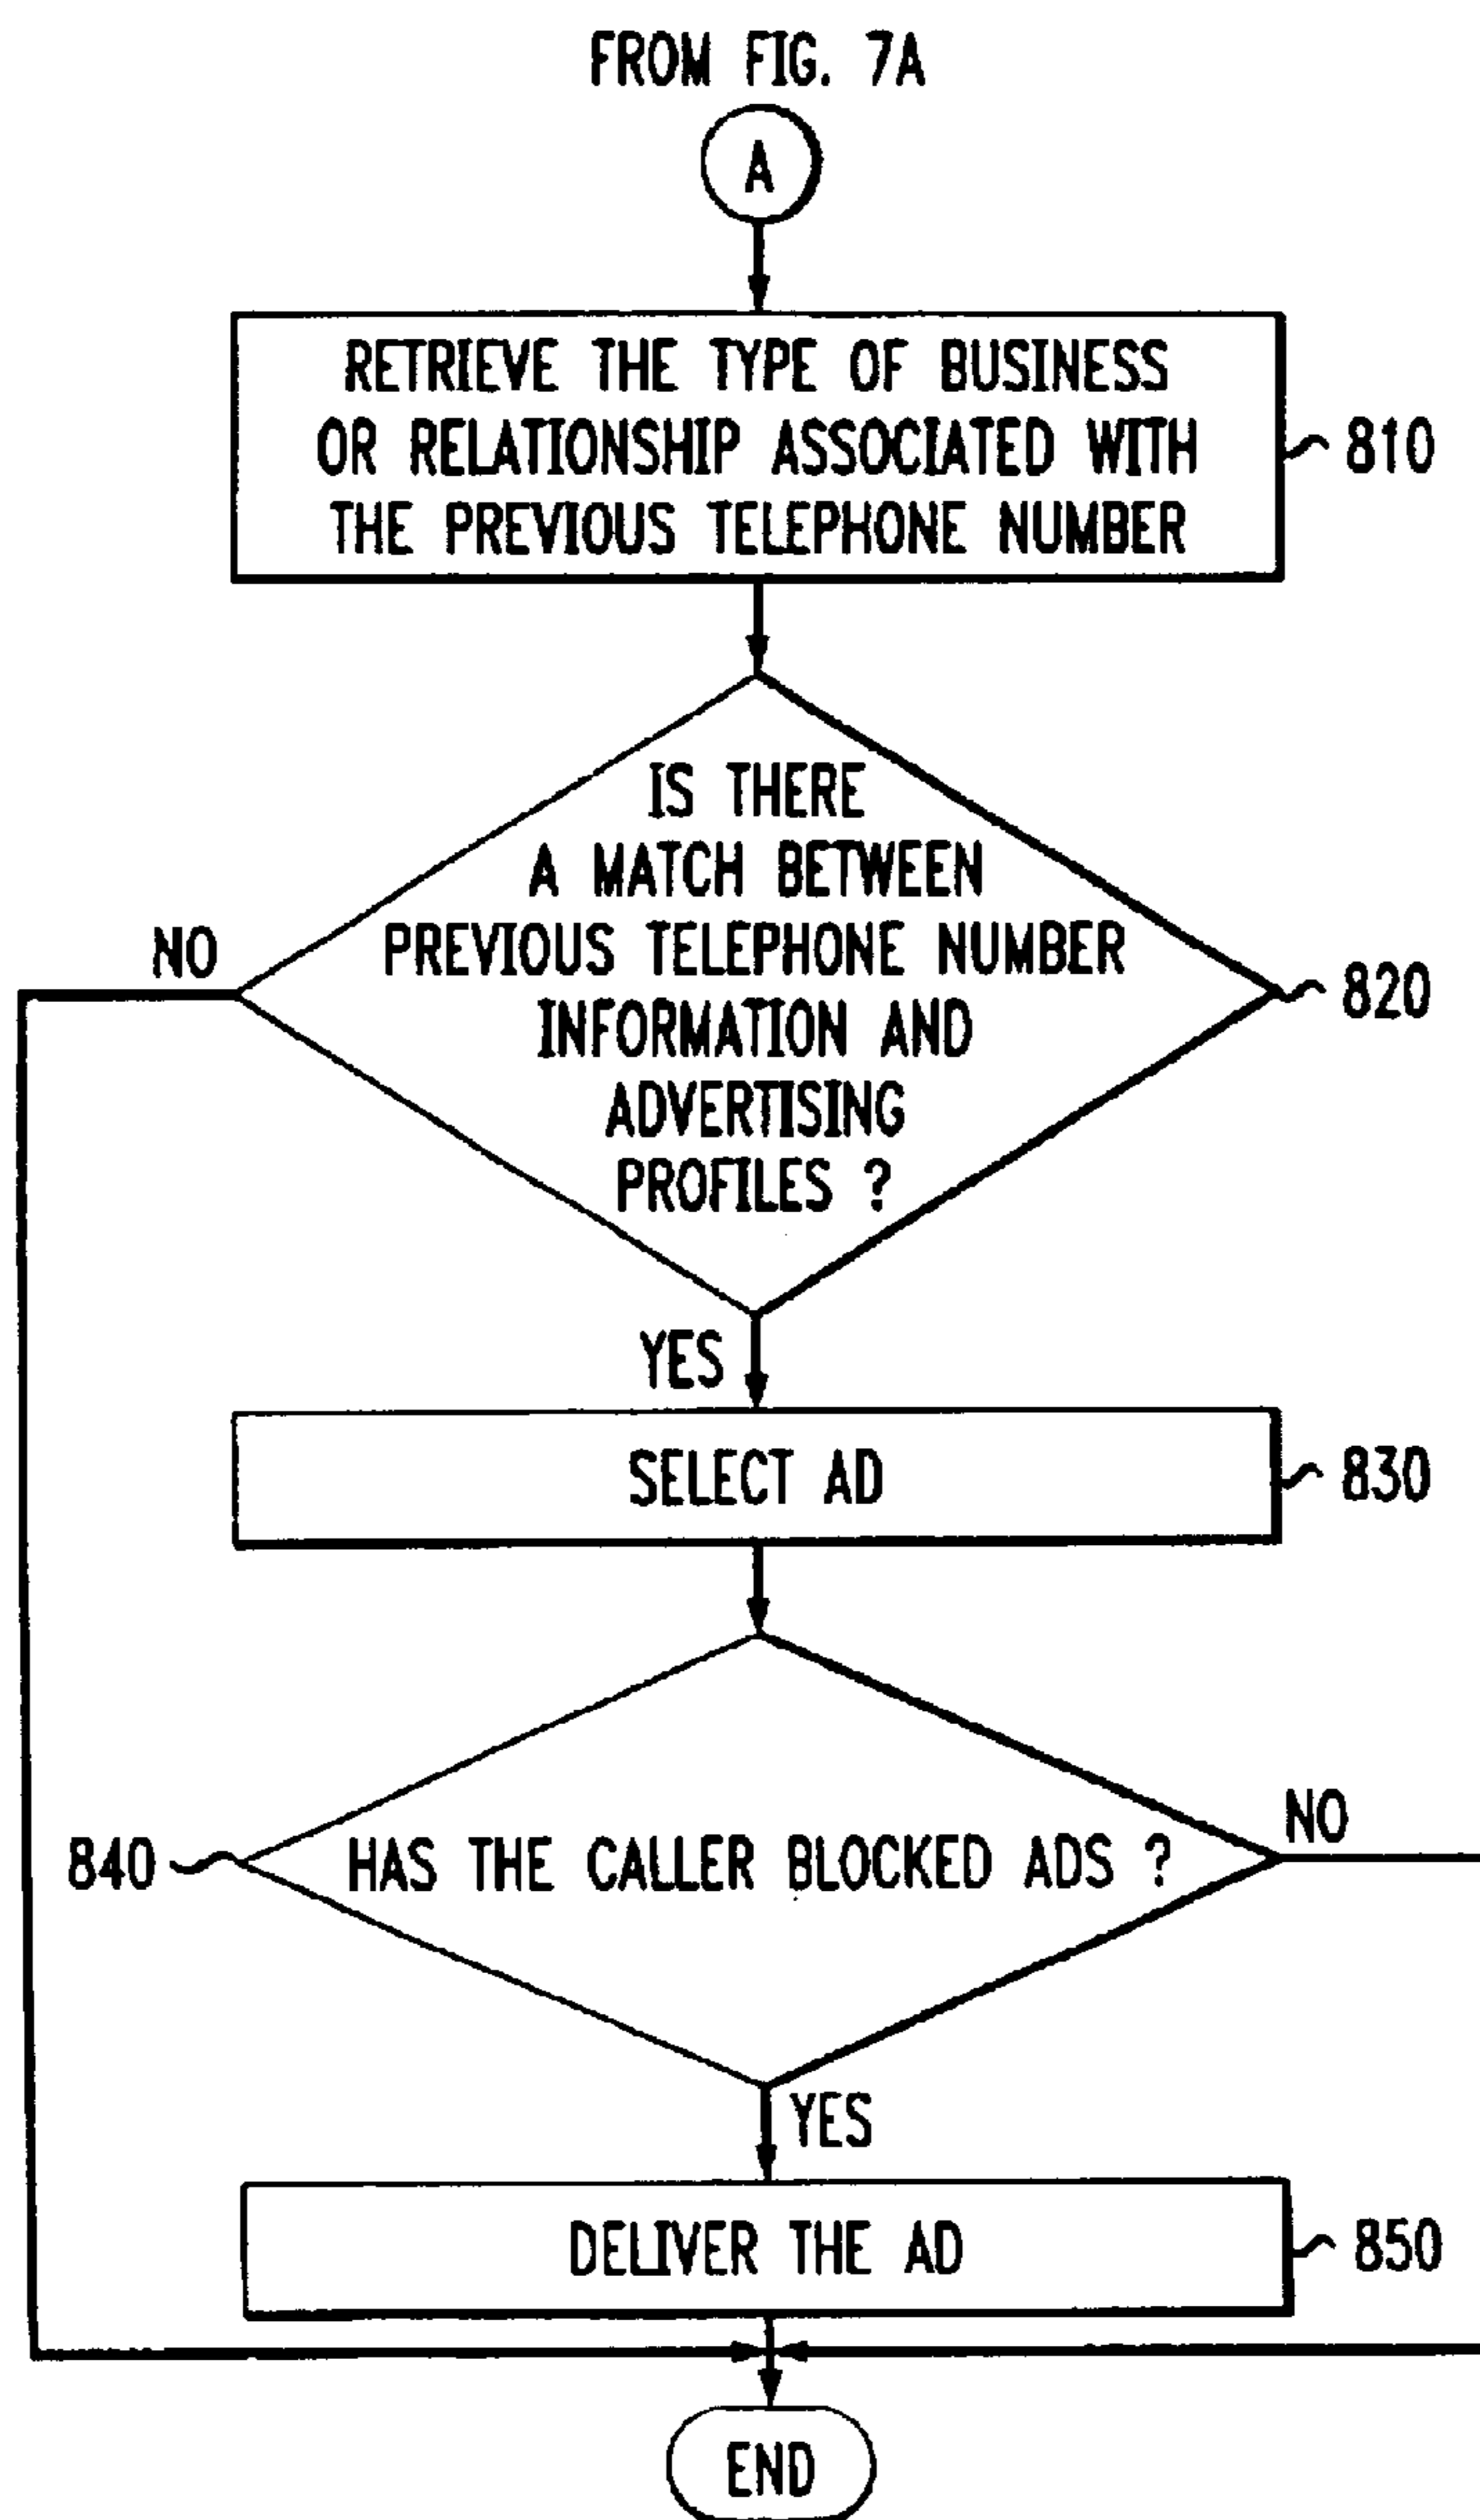 FROM FIG. 7A
A
RETRIEVE THE TYPE OF BUSINESS
OR RELATIONSHIP ASSOCIATED WITH
THE PREVIOUS TELEPHONE NUMBER
810
IS THERE
A MATCH BETWEEN
PREVIOUS TELEPHONE NUMBER
INFORMATION AND
ADVERTISING
PROFILES ?
NO
820
YES
SELECT AD
830
HAS THE CALLER BLOCKED ADS ?
840
NO
YES
DELIVER THE AD
850
END